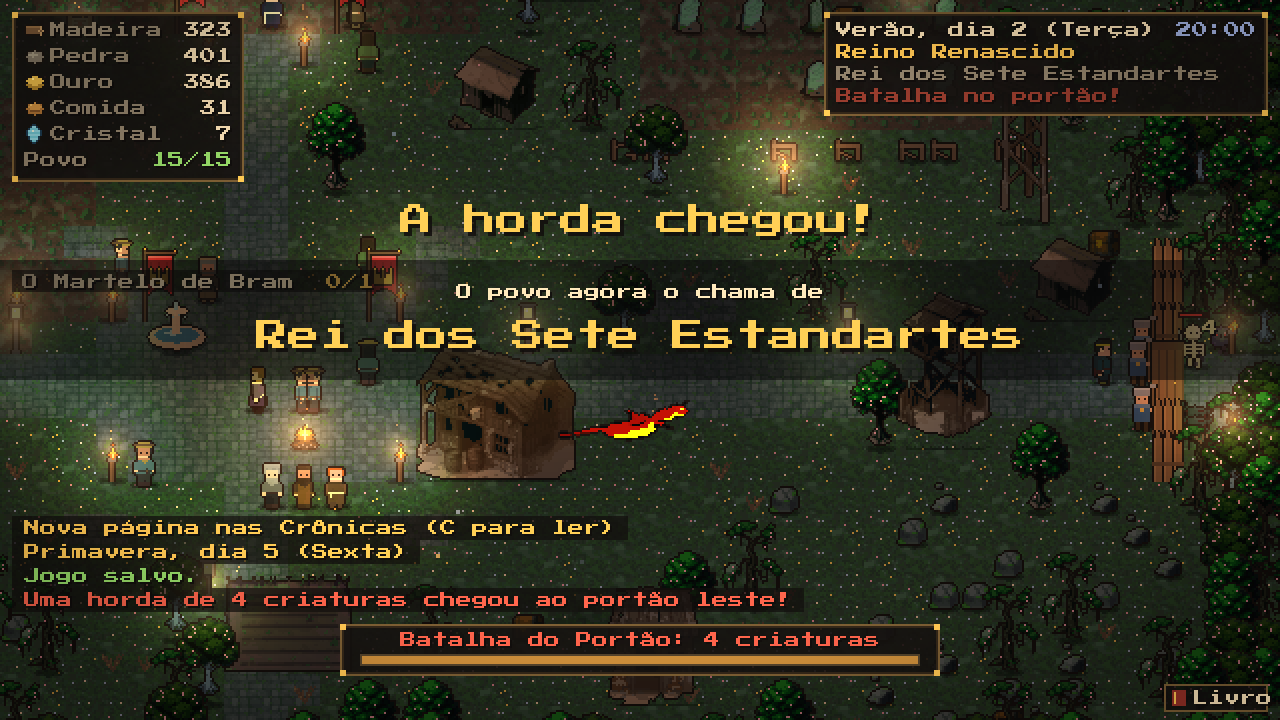 Madeira 323
Pedra 401
Ouro 386
Comida 31
Cristal 7
Povo 15/15
Verão, dia 2 (Terça) 20:00
Reino Renascido
Rei dos Sete Estandartes
Batalha no portão!
A horda chegou!
O Martelo de Bram 0/1
O povo agora o chama de
Rei dos Sete Estandartes
4
Nova página nas Crônicas (C para ler)
Primavera, dia 5 (Sexta)
Jogo salvo.
Uma horda de 4 criaturas chegou ao portão leste!
Batalha do Portão: 4 criaturas
Livro